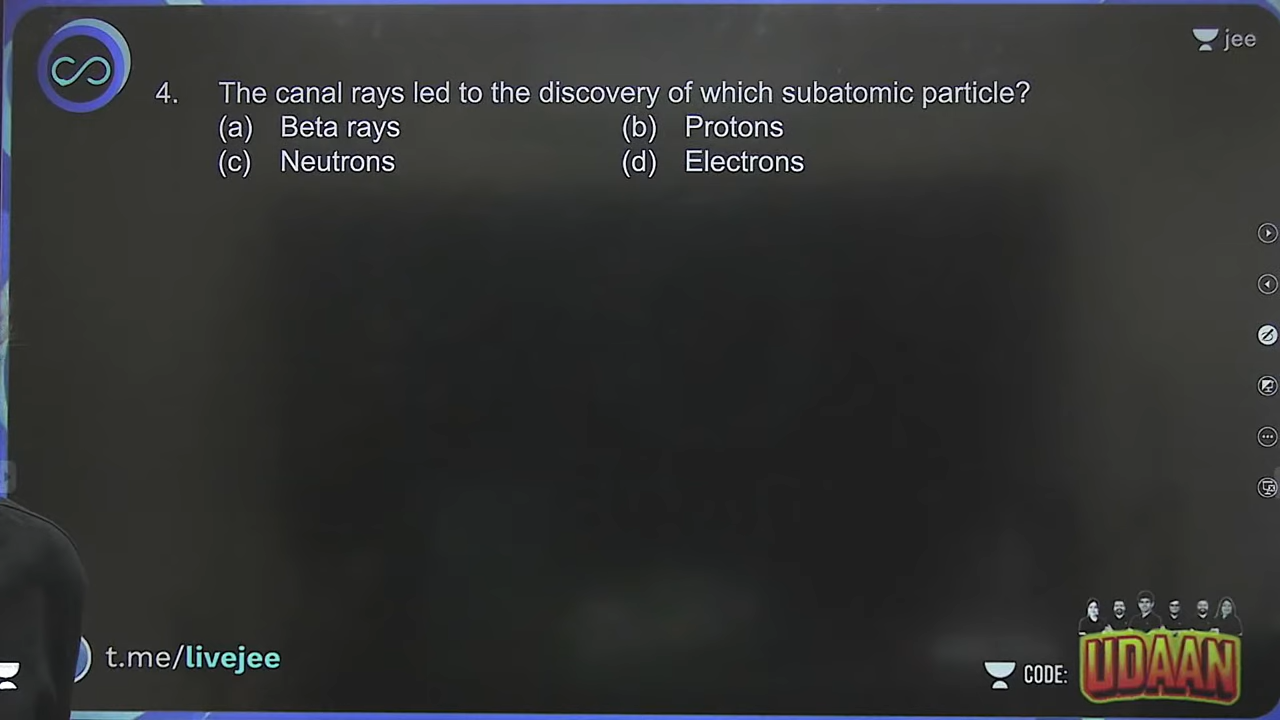 jee
4. The canal rays led to the discovery of which subatomic particle?
(a) Beta rays (b) Protons
(c) Neutrons (d) Electrons
t.me/livejee
CODE: UDAAN